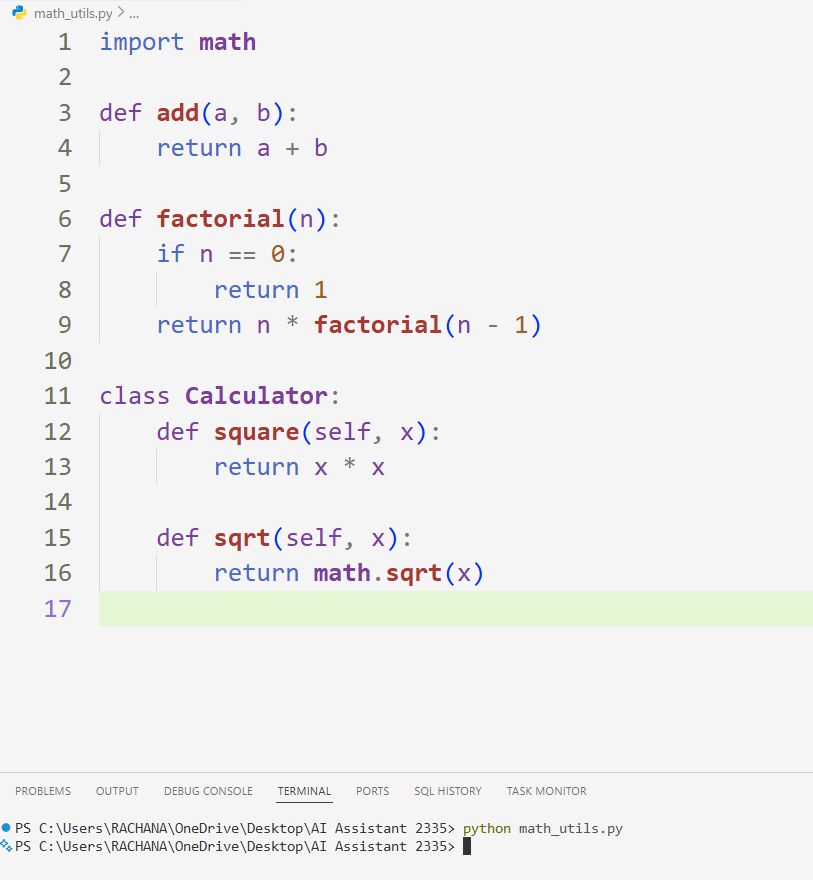 math_utils.py > ...
1 import math
2
3 def add(a, b):
4     return a + b
5
6 def factorial(n):
7     if n == 0:
8         return 1
9     return n * factorial(n - 1)
10
11 class Calculator:
12     def square(self, x):
13         return x * x
14
15     def sqrt(self, x):
16         return math.sqrt(x)
17
PROBLEMS OUTPUT DEBUG CONSOLE TERMINAL PORTS SQL HISTORY TASK MONITOR
PS C:\Users\RACHANA\OneDrive\Desktop\AI Assistant 2335> python math_utils.py
PS C:\Users\RACHANA\OneDrive\Desktop\AI Assistant 2335>